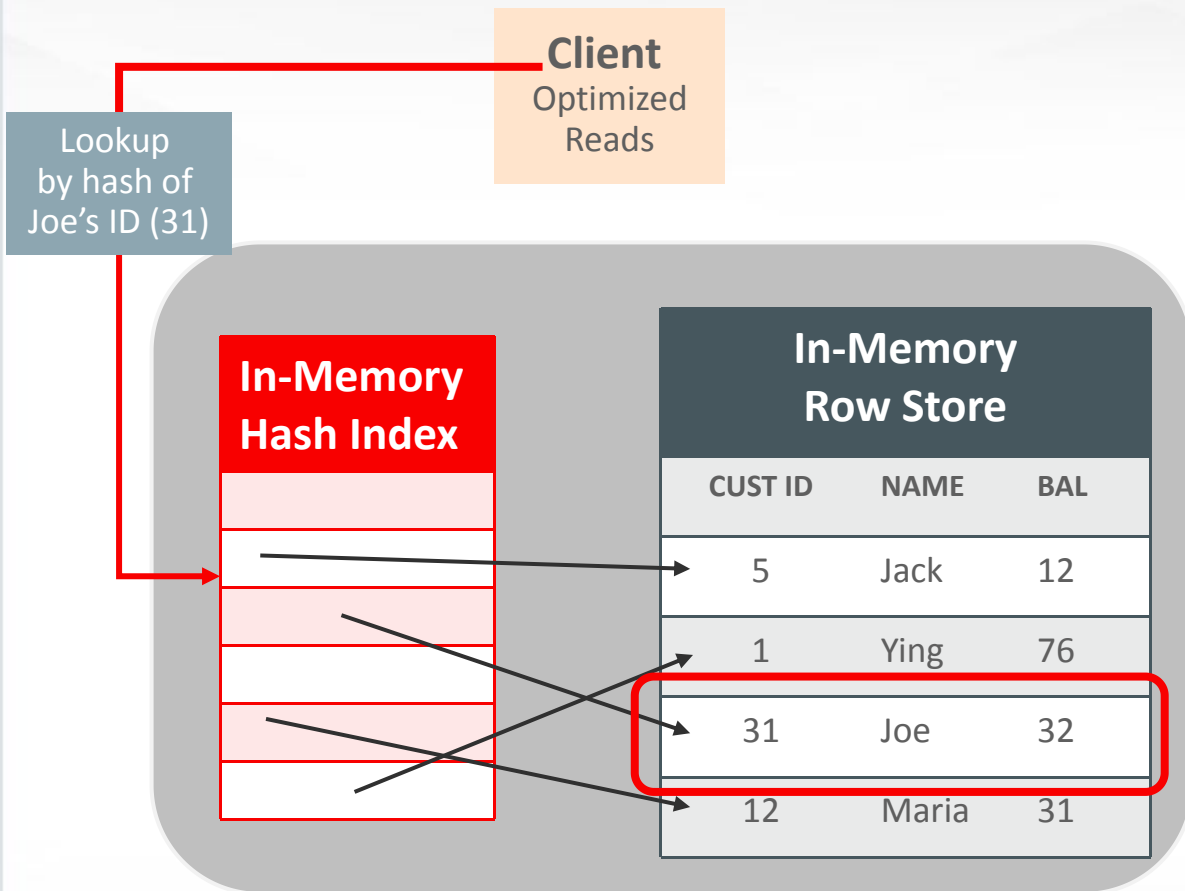 Client
Optimized
Reads
Lookup
by hash of
Joe’s ID (31)
In-Memory
Hash Index
In-Memory
Row Store
CUST ID NAME BAL
5 Jack 12
1 Ying 76
31 Joe 32
12 Maria 31